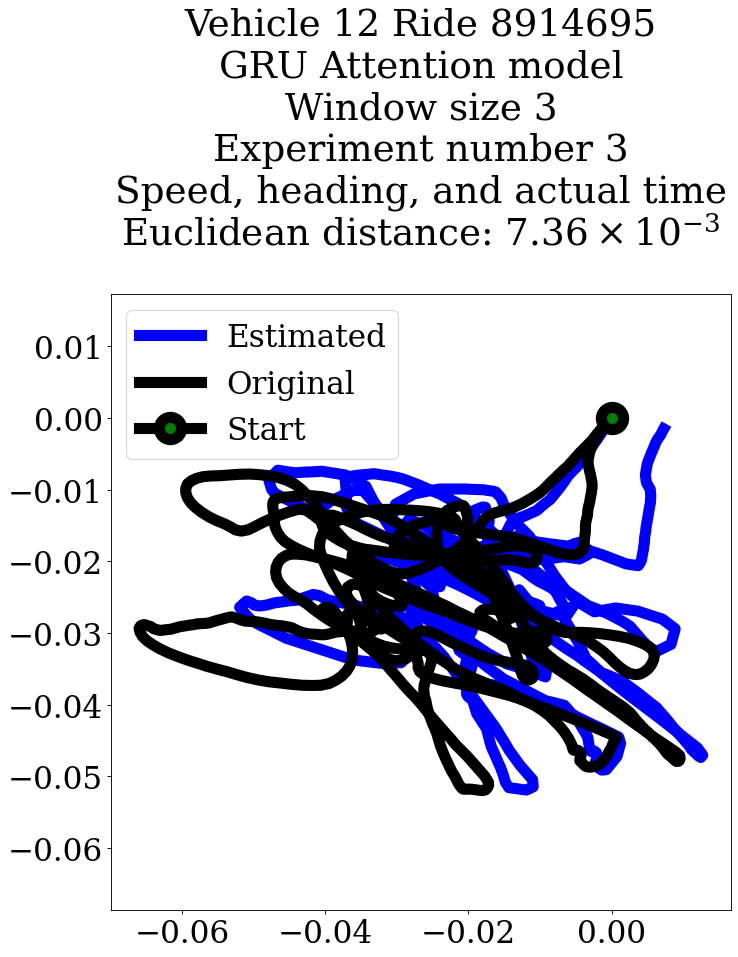 Vehicle 12 Ride 8914695
GRU Attention model
Window size 3
Experiment number 3
Speed, heading, and actual time
Euclidean distance: 7.36 × 10⁻³
Estimated
Original
Start
0.01
0.00
−0.01
−0.02
−0.03
−0.04
−0.05
−0.06
−0.06
−0.04
−0.02
0.00